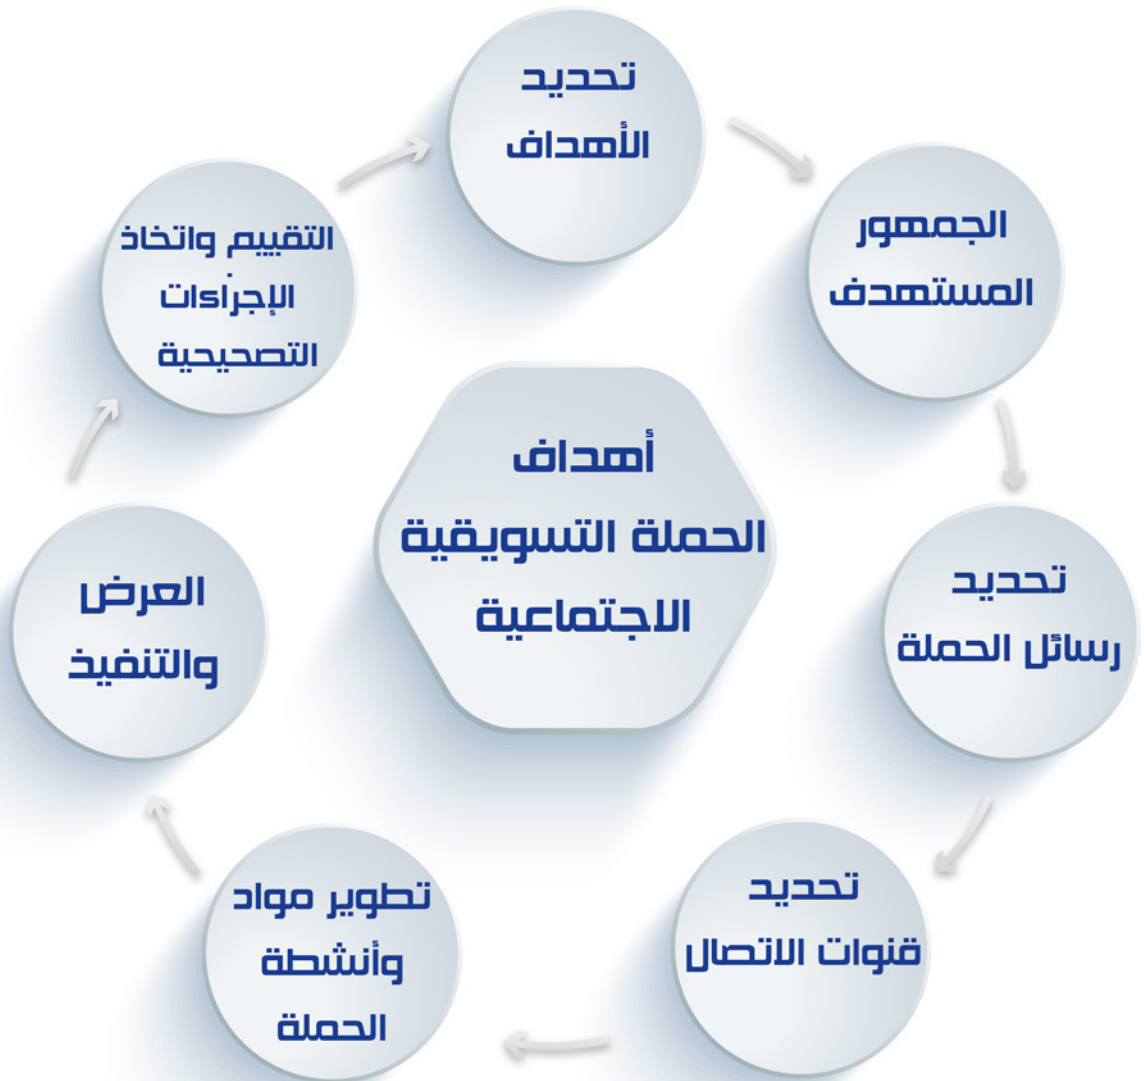 تحديد
الأهداف
الجمهور
المستهدف
تحديد
رسائل الحملة
تحديد
قنوات الاتصال
تطوير مواد
وأنشطة
الحملة
العرض
والتنفيذ
التقييم واتخاذ
الإجراءات
التصحيحية
أهداف
الحملة التسويقية
الاجتماعية